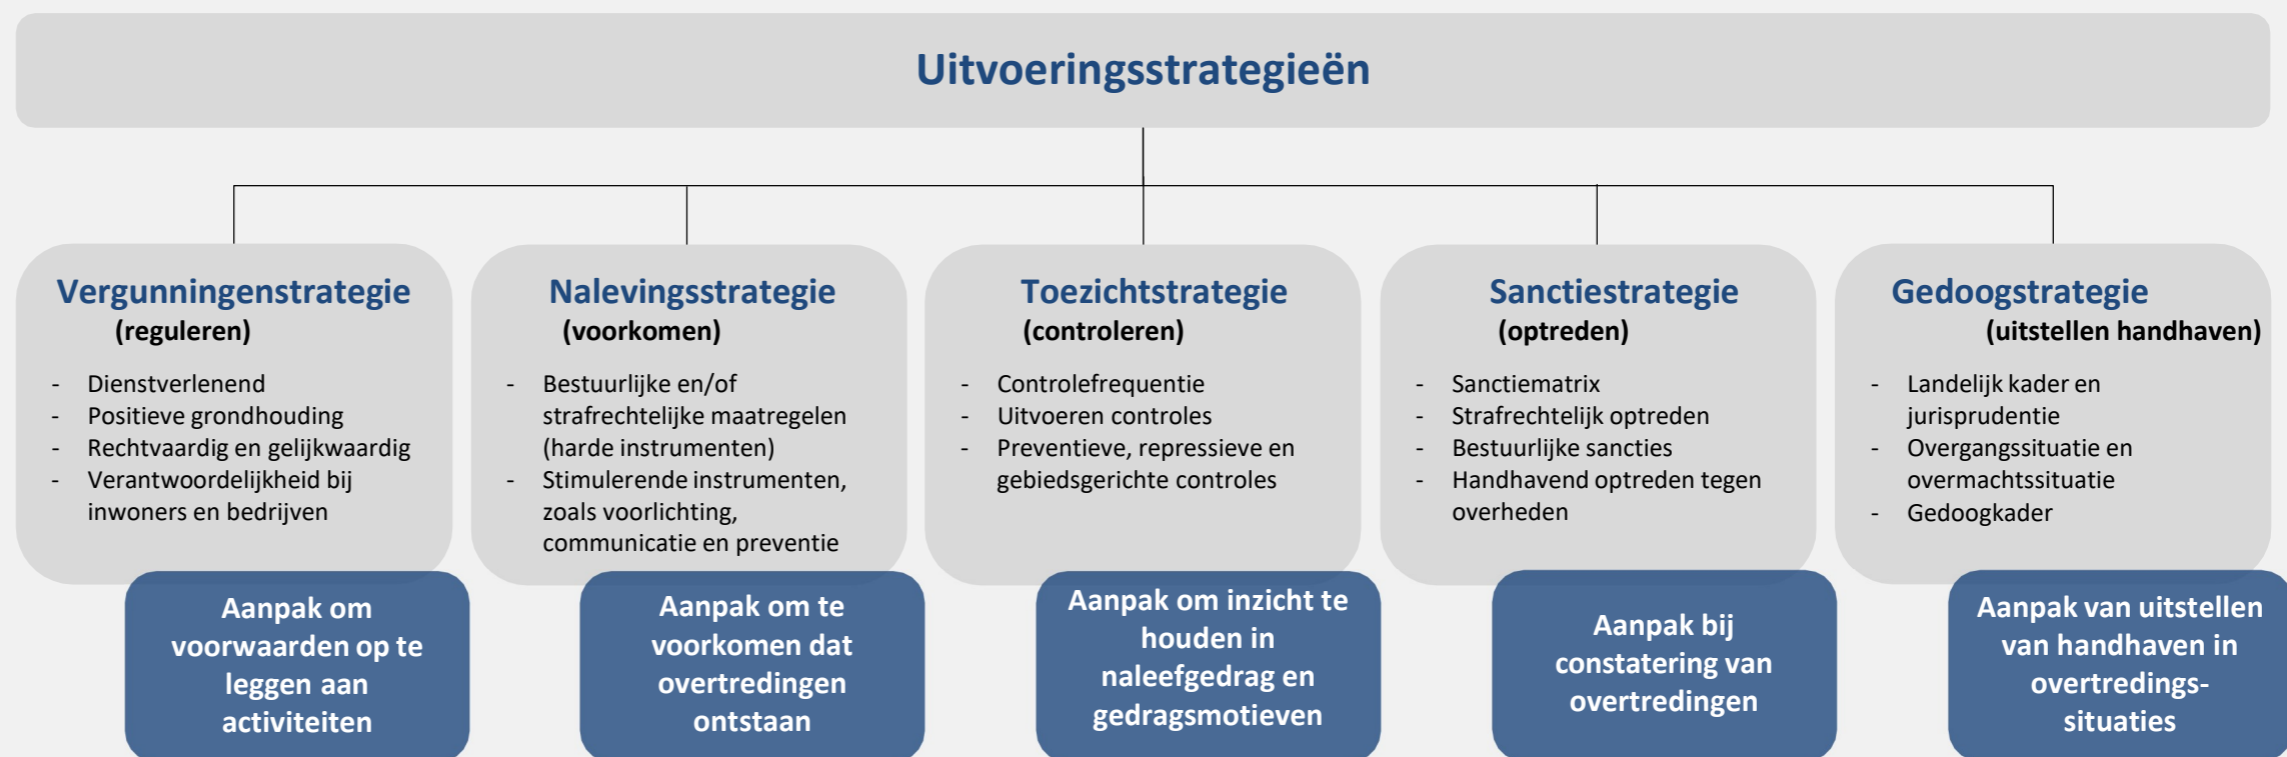 Uitvoeringsstrategieën
Vergunningenstrategie
(reguleren)
- Dienstverlenend
- Positieve grondhouding
- Rechtvaardig en gelijkwaardig
- Verantwoordelijkheid bij
inwoners en bedrijven
Aanpak om
voorwaarden op te
leggen aan
activiteiten
Nalevingsstrategie
(voorkomen)
- Bestuurlijke en/of
strafrechtelijke maatregelen
(harde instrumenten)
- Stimulerende instrumenten,
zoals voorlichting,
communicatie en preventie
Aanpak om te
voorkomen dat
overtredingen
ontstaan
Toezichtstrategie
(controleren)
- Controlefrequentie
- Uitvoeren controles
- Preventieve, repressieve en
gebiedsgerichte controles
Aanpak om inzicht te
houden in
naleefgedrag en
gedragsmotieven
Sanctiestrategie
(optreden)
- Sanctiematrix
- Strafrechtelijk optreden
- Bestuurlijke sancties
- Handhavend optreden tegen
overheden
Aanpak bij
constatering van
overtredingen
Gedoogstrategie
(uitstellen handhaven)
- Landelijk kader en
jurisprudentie
- Overgangssituatie en
overmachtssituatie
- Gedoogkader
Aanpak van uitstellen
van handhaven in
overtredings-
situaties